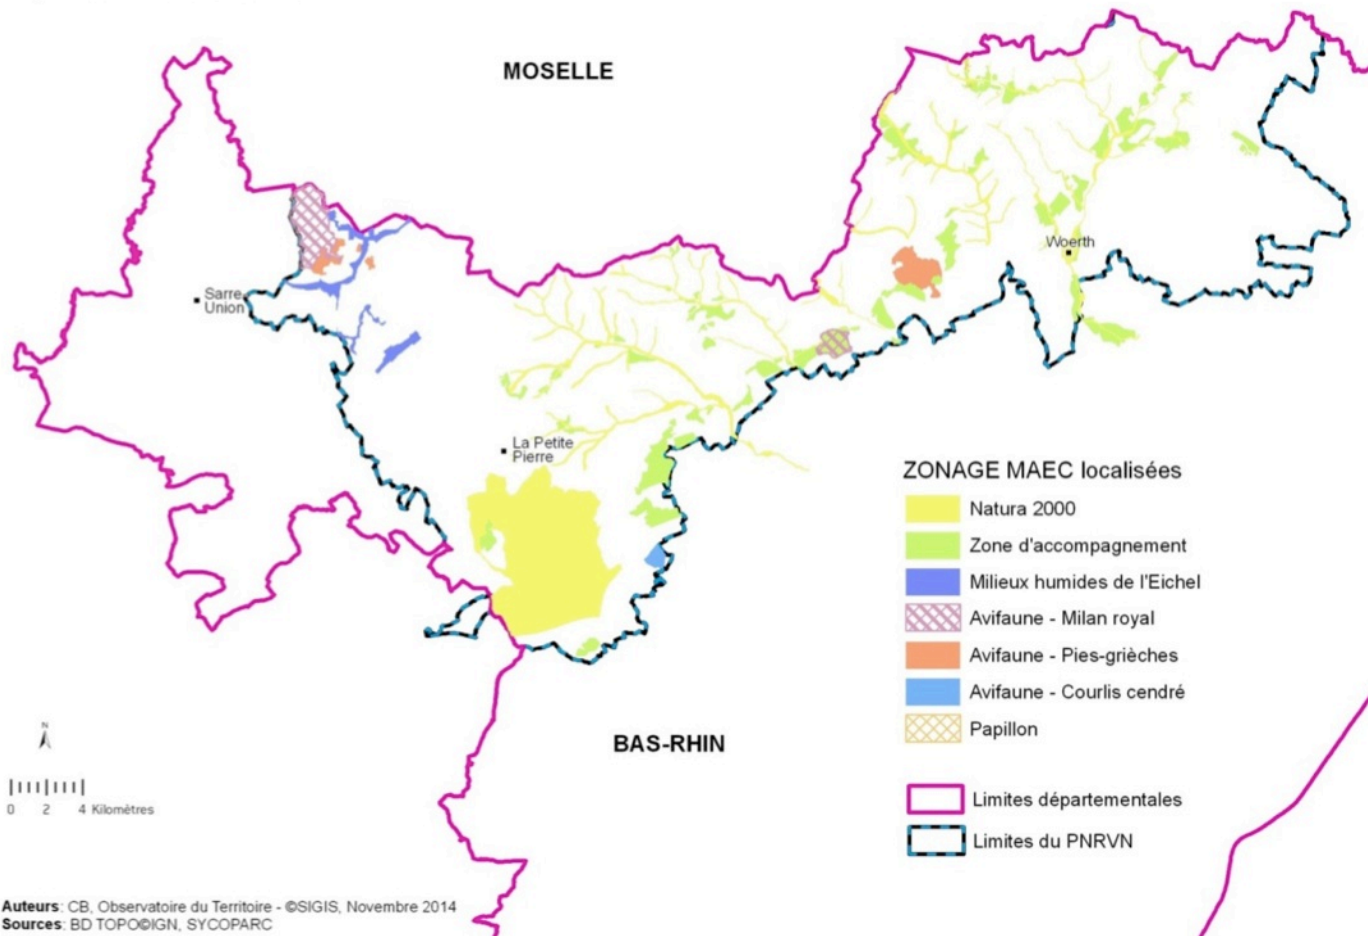 MOSELLE
Woerth
Sarre
Union
La Petite
Pierre
ZONAGE MAEC localisées
Natura 2000
Zone d'accompagnement
Milieux humides de l'Eichel
Avifaune - Milan royal
Avifaune - Pies-grièches
Avifaune - Courlis cendré
Papillon
BAS-RHIN
Limites départementales
Limites du PNRVN
N
0 2 4 Kilomètres
Auteurs: CB, Observatoire du Territoire - ©SIGIS, Novembre 2014
Sources: BD TOPO©IGN, SYCOPARC